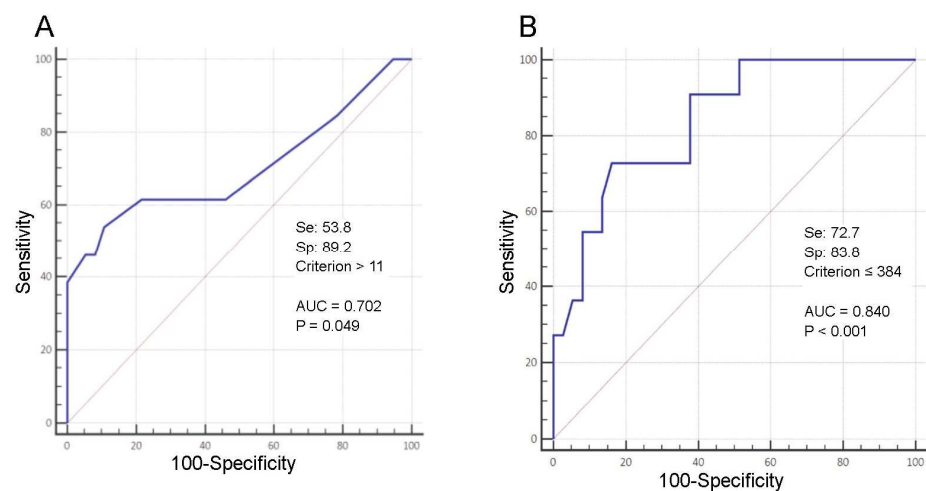 A
100
80
60
40
20
0
Sensitivity
Se: 53.8
Sp: 89.2
Criterion > 11
AUC = 0.702
P = 0.049
0 20 40 60 80 100
100-Specificity
B
100
80
60
40
20
0
Sensitivity
Se: 72.7
Sp: 83.8
Criterion ≤ 384
AUC = 0.840
P < 0.001
0 20 40 60 80 100
100-Specificity